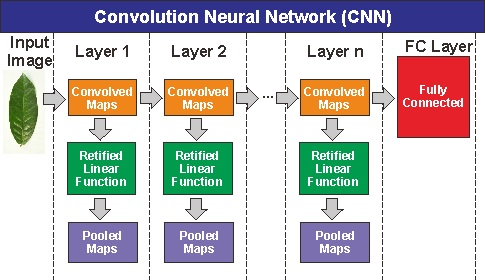 Convolution Neural Network (CNN)
Input
Image
Layer 1
Layer 2
Layer n
FC Layer
Convolved
Maps
Convolved
Maps
...
Convolved
Maps
Fully
Connected
Retified
Linear
Function
Retified
Linear
Function
Retified
Linear
Function
Pooled
Maps
Pooled
Maps
Pooled
Maps